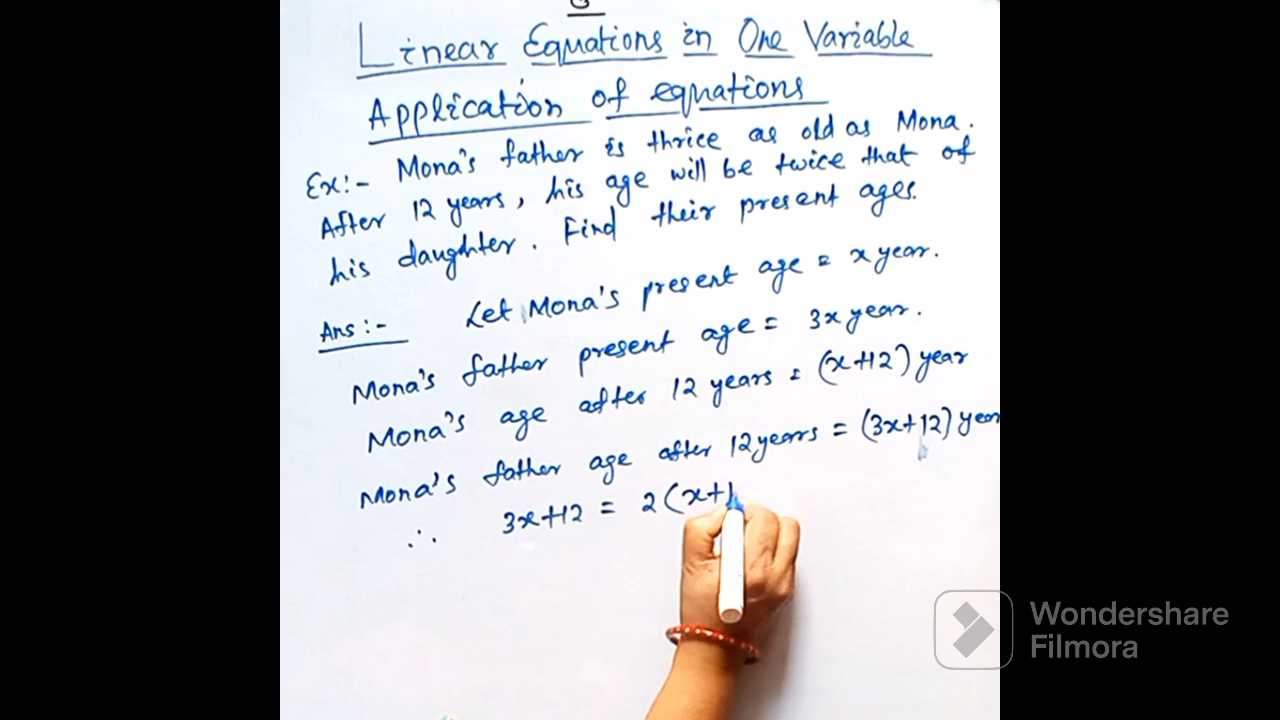 Linear Equations in One Variable
Application of equations
Ex:- Mona's father is thrice as old as Mona.
After 12 years, his age will be twice that of
his daughter. Find their present ages.
Ans:- Let Mona's present age = x year.
Mona's father present age = 3x year.
Mona's age after 12 years = (x+12) year
Mona's father age after 12 years = (3x+12) year
∴ 3x+12 = 2(x+1
Wondershare
Filmora